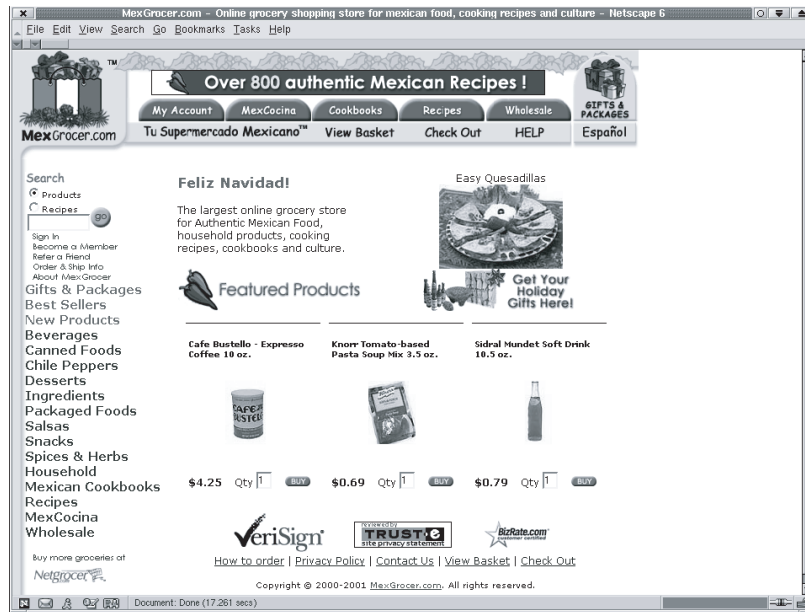 MexGrocer.com - Online grocery shopping store for mexican food, cooking recipes and culture - Netscape 6
File Edit View Search Go Bookmarks Tasks Help
TM
Over 800 authentic Mexican Recipes !
My Account MexCocina Cookbooks Recipes Wholesale
GIFTS &
PACKAGES
MexGrocer.com
Tu Supermercado Mexicano™ View Basket Check Out HELP Español
Search
Products
Recipes
go
Sign In
Become a Member
Refer a Friend
Order & Ship Info
About MexGrocer
Gifts & Packages
Best Sellers
New Products
Beverages
Canned Foods
Chile Peppers
Desserts
Ingredients
Packaged Foods
Salsas
Snacks
Spices & Herbs
Household
Mexican Cookbooks
Recipes
MexCocina
Wholesale
Buy more groceries at
Netgrocer
Feliz Navidad!
The largest online grocery store
for Authentic Mexican Food,
household products, cooking
recipes, cookbooks and culture.
Easy Quesadillas
Featured Products
Get Your
Holiday
Gifts Here!
Cafe Bustello - Expresso
Coffee 10 oz.
Knorr Tomato-based
Pasta Soup Mix 3.5 oz.
Sidral Mundet Soft Drink
10.5 oz.
CAFE
BUSTELO
$4.25 Qty 1 BUY
$0.69 Qty 1 BUY
$0.79 Qty 1 BUY
VeriSign
reviewed by
TRUST e
site privacy statement
BizRate.com
customer certified
How to order | Privacy Policy | Contact Us | View Basket | Check Out
Copyright © 2000-2001 MexGrocer.com. All rights reserved.
Document: Done (17.261 secs)